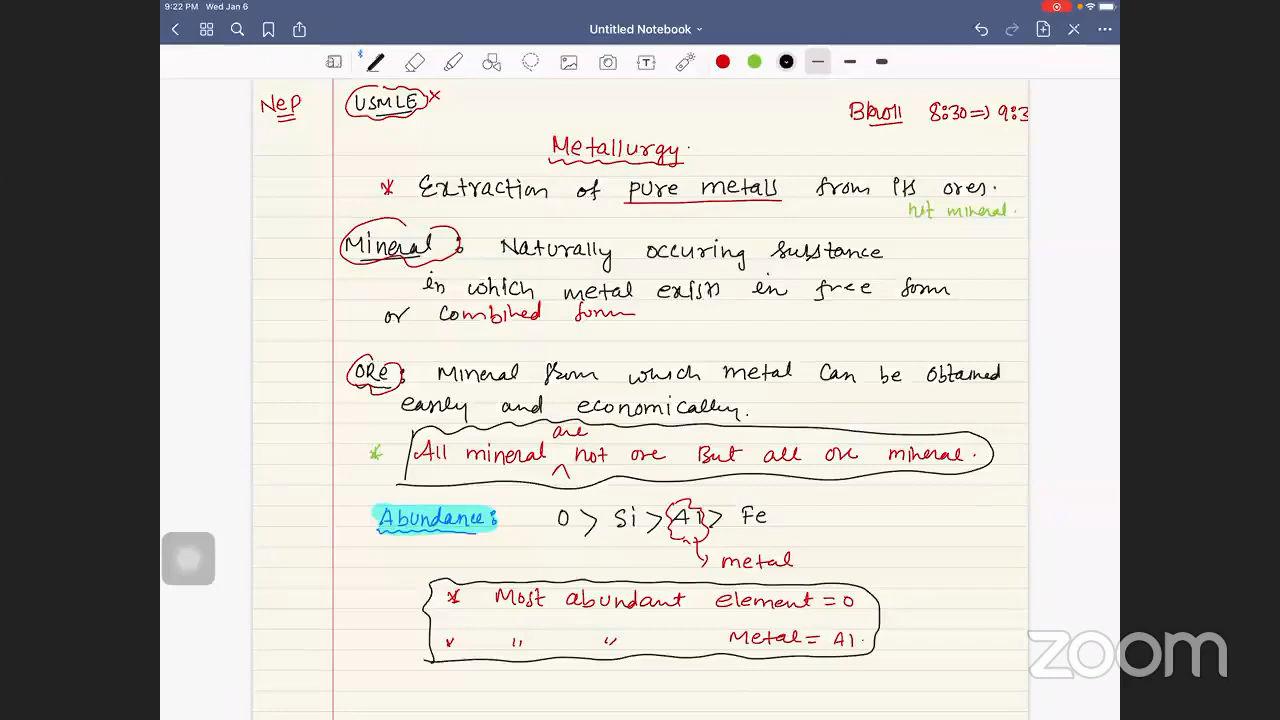 9:22 PM Wed Jan 6
Untitled Notebook
NeP USMLE x 8:30 => 9:3
Metallurgy.
* Extraction of pure metals from its ores.
not mineral.
Mineral: Naturally occuring substance
in which metal exists in free form
or combined form
ORe: Mineral from which metal can be obtained
easily and economically.
* All mineral are not ore But all ore mineral.
Abundance: O > Si > Al > Fe
metal
* Most abundant element = O
* " " Metal = Al.
zoom